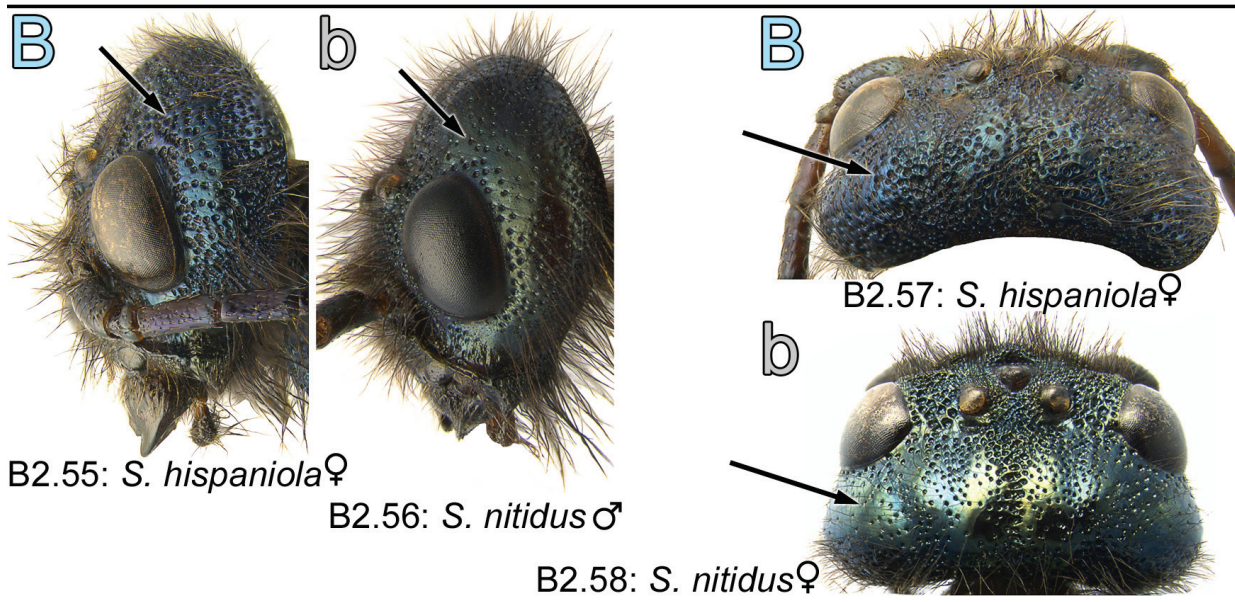 B
b
B
B2.55: S. hispaniola♀
B2.56: S. nitidus♂
B2.57: S. hispaniola♀
b
B2.58: S. nitidus♀